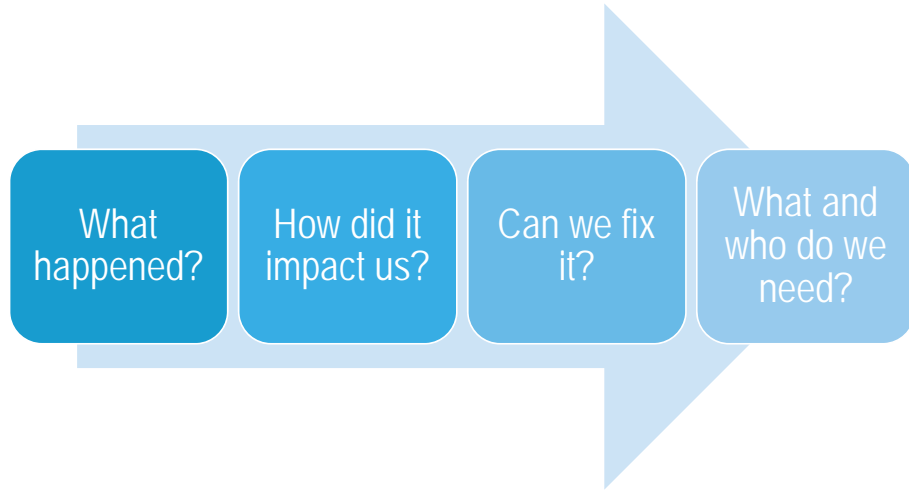 What
happened?
How did it
impact us?
Can we fix
it?
What and
who do we
need?